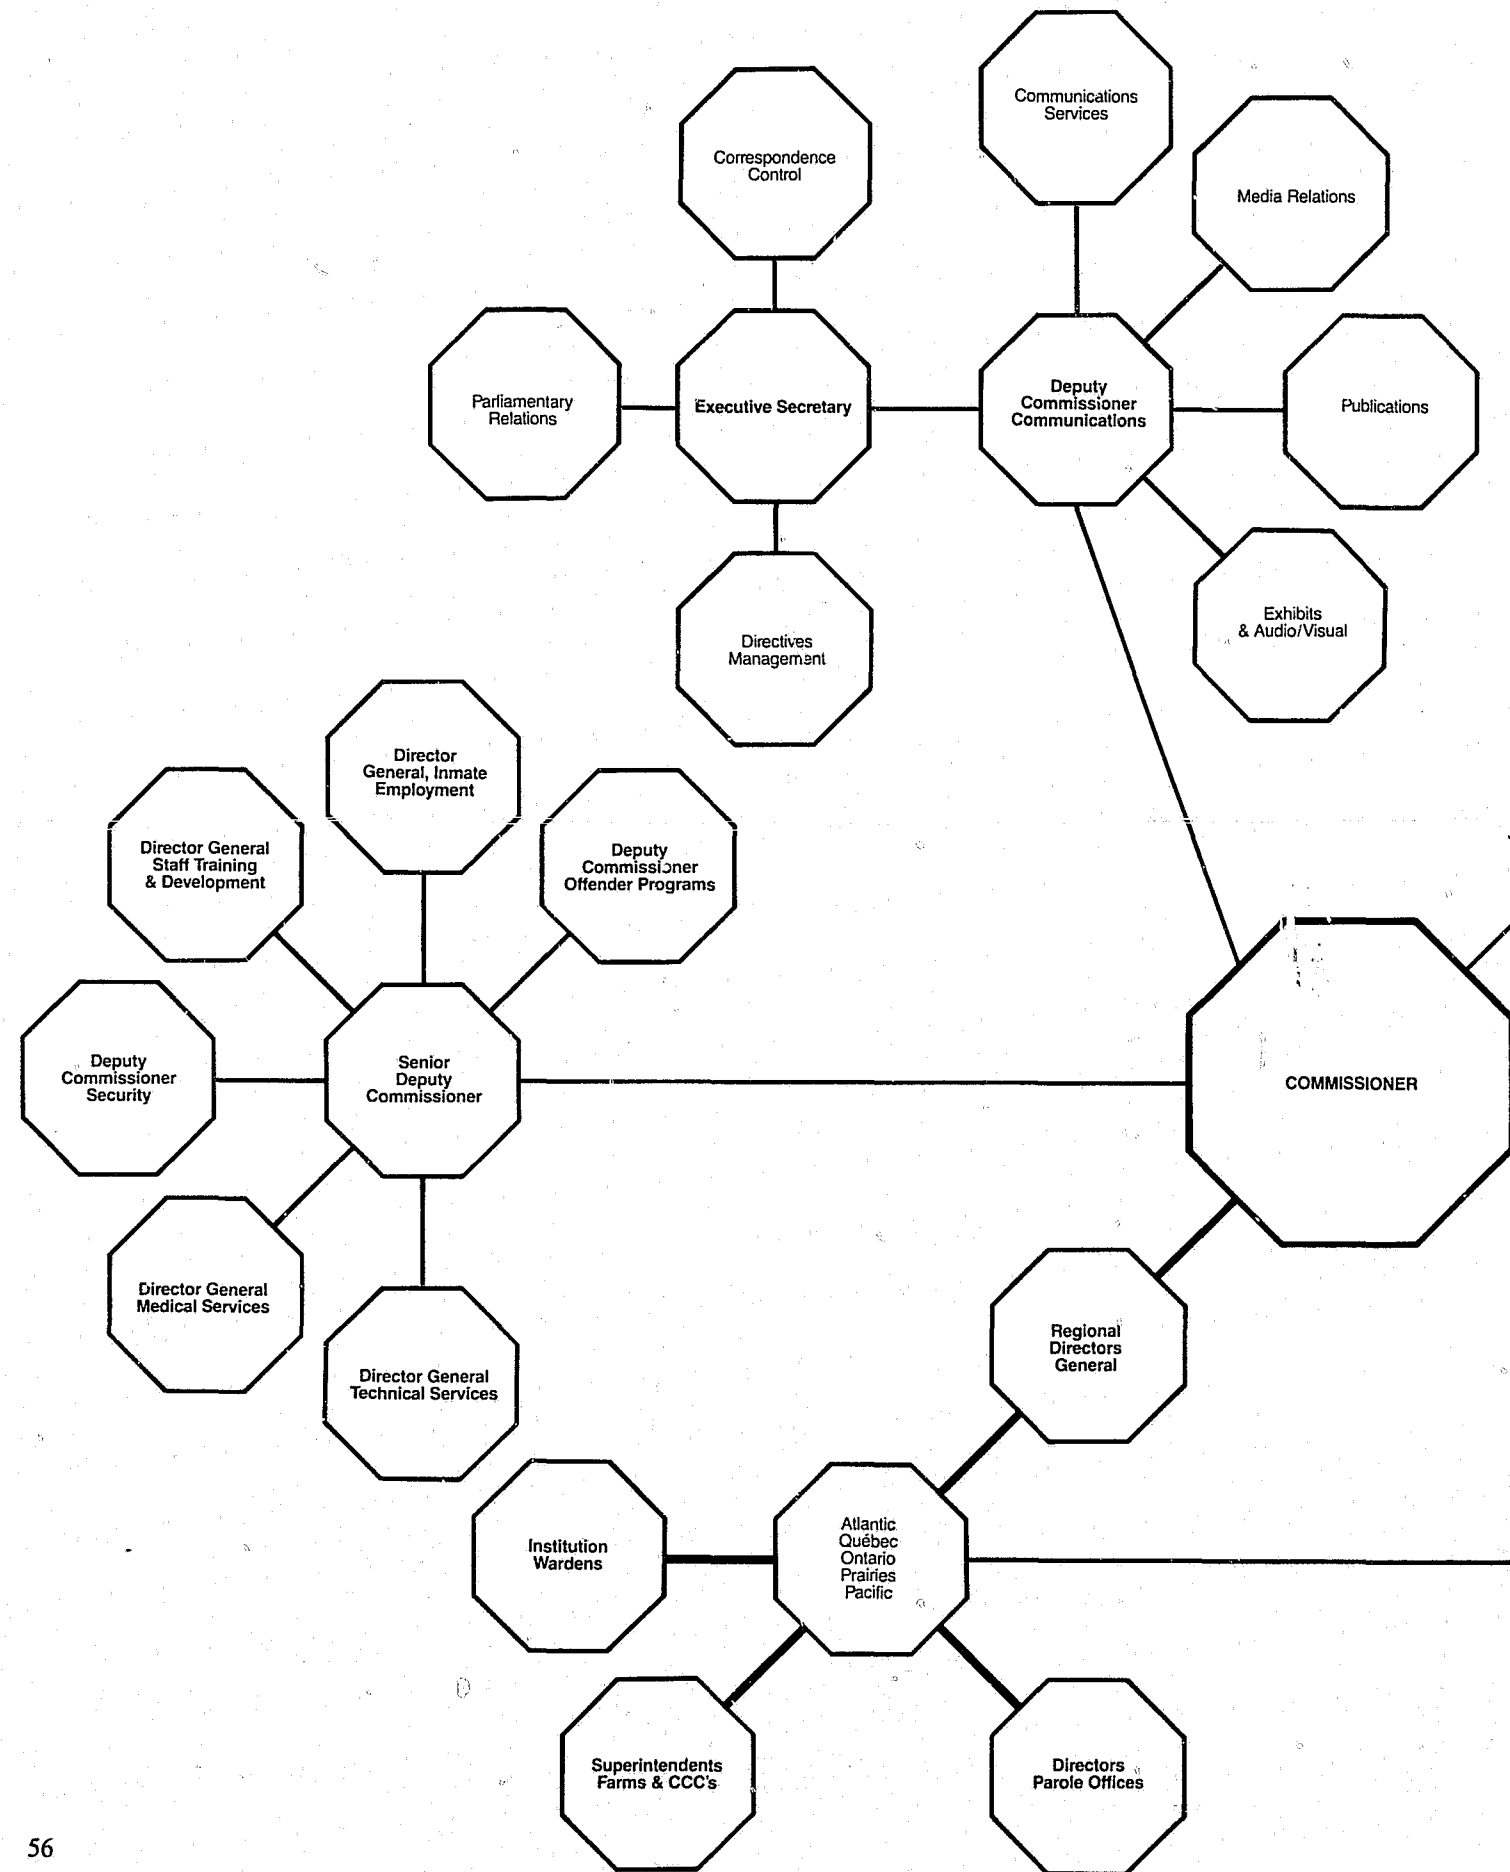 Communications
Services
Correspondence
Control
Media Relations
Parliamentary
Relations
Executive Secretary
Deputy
Commissioner
Communications
Publications
Exhibits
& Audio/Visual
Directives
Management
Director
General, Inmate
Employment
Director General
Staff Training
& Development
Deputy
Commissioner
Offender Programs
Deputy
Commissioner
Security
Senior
Deputy
Commissioner
COMMISSIONER
Director General
Medical Services
Regional
Directors
General
Director General
Technical Services
Institution
Wardens
Atlantic
Québec
Ontario
Prairies
Pacific
Superintendents
Farms & CCC's
Directors
Parole Offices
56